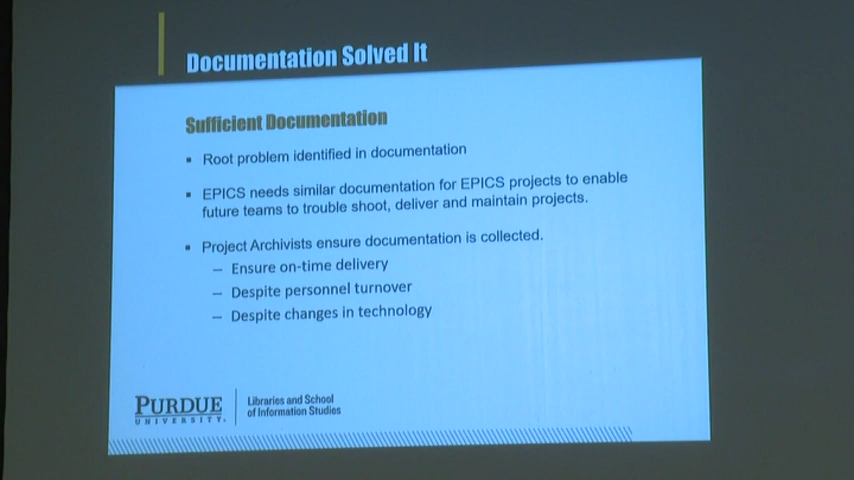 Documentation Solved It
Sufficient Documentation
▪ Root problem identified in documentation
▪ EPICS needs similar documentation for EPICS projects to enable
future teams to trouble shoot, deliver and maintain projects.
▪ Project Archivists ensure documentation is collected.
– Ensure on-time delivery
– Despite personnel turnover
– Despite changes in technology
PURDUE
UNIVERSITY.
Libraries and School
of Information Studies